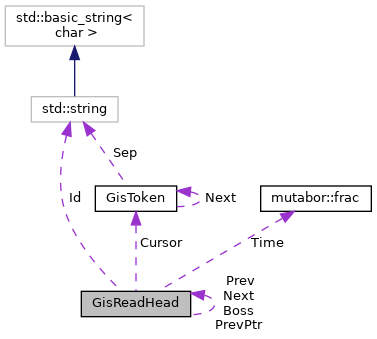 std::basic_string<
char >
std::string
Sep
Id
GisToken
Next
mutabor::frac
Cursor
Time
GisReadHead
Prev
Next
Boss
PrevPtr